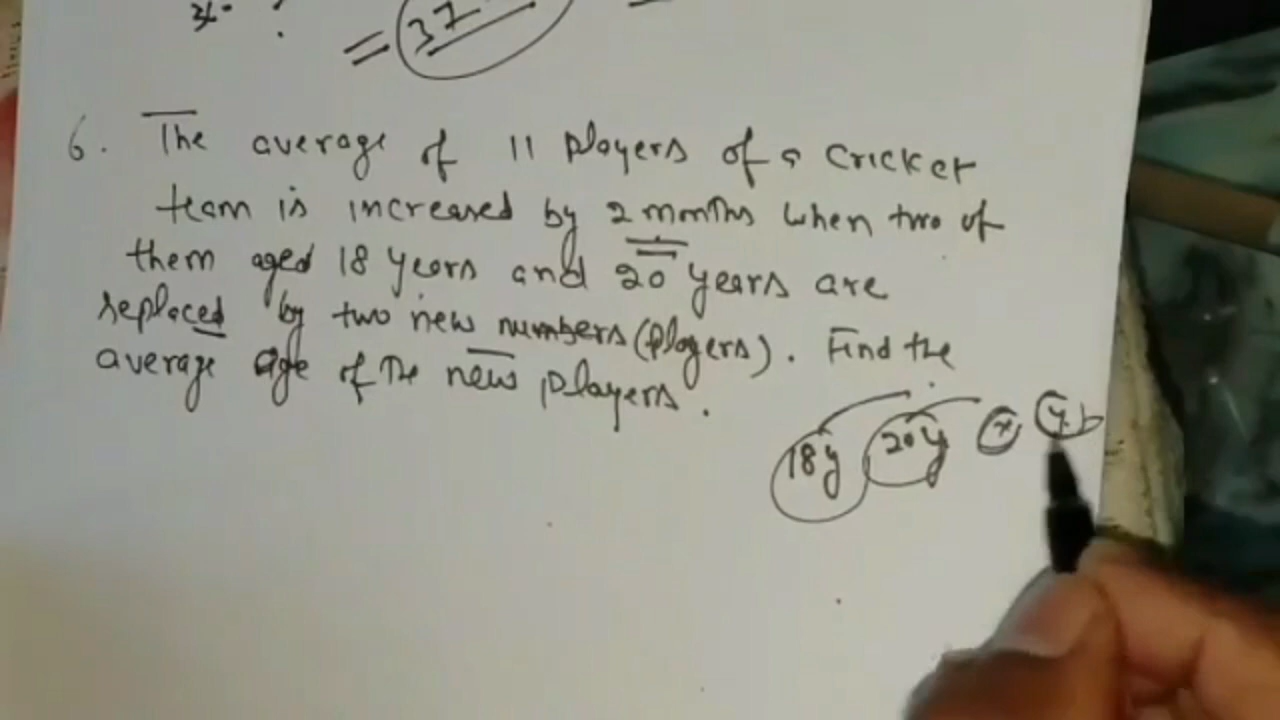 = 37
6. The average of 11 players of a cricket
team is increased by 2 months when two of
them aged 18 years and 20 years are
replaced by two new numbers (players). Find the
average age of the new players.
18y 20y x y